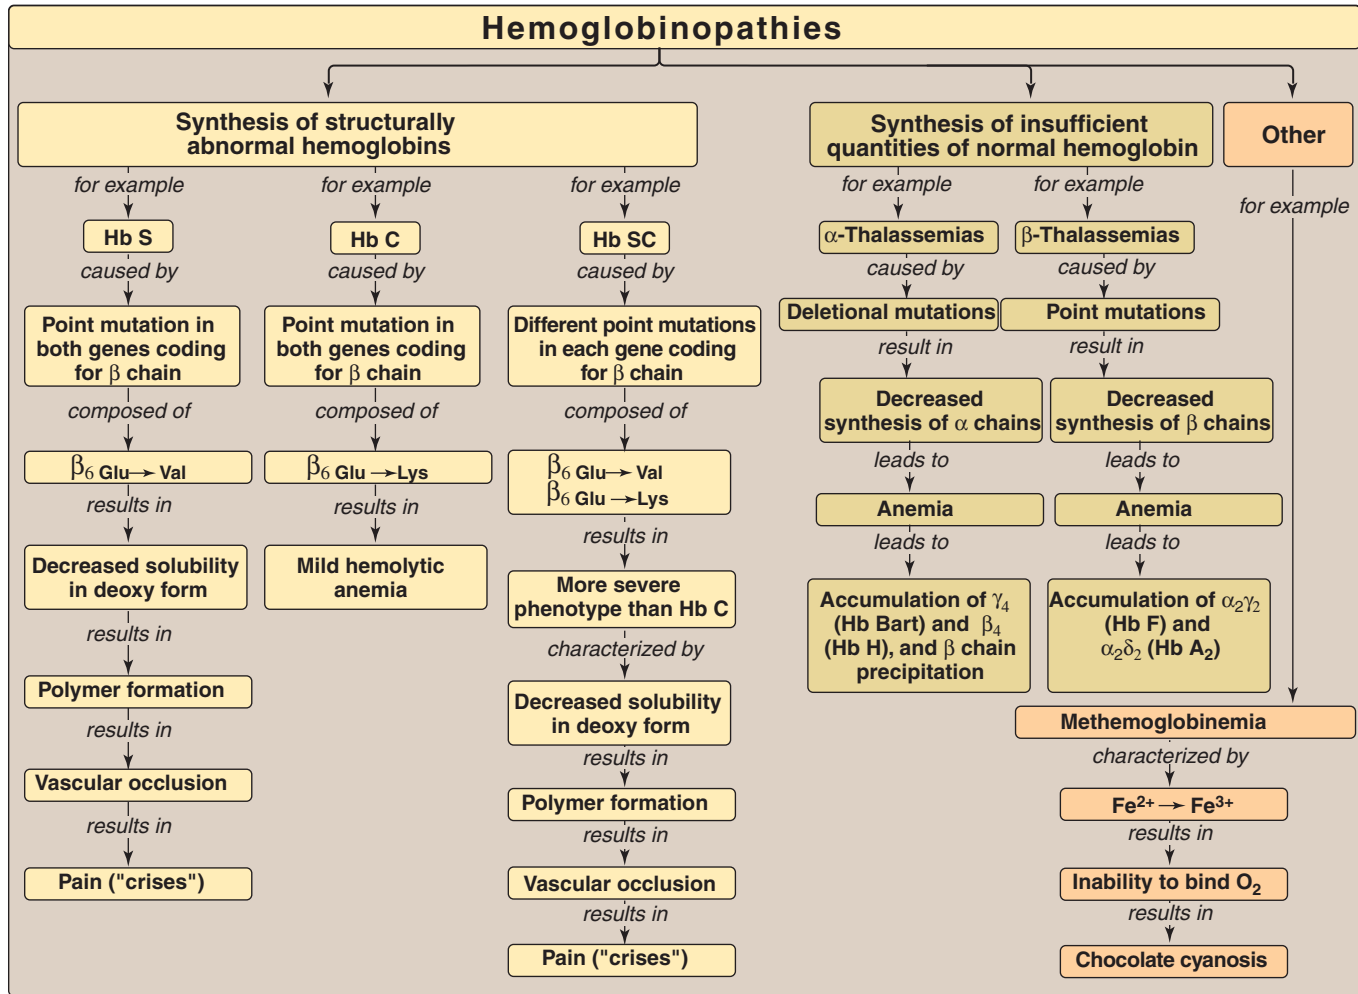 Hemoglobinopathies
Synthesis of structurally
abnormal hemoglobins
for example
Hb S
caused by
Point mutation in
both genes coding
for β chain
composed of
β₆ Glu → Val
results in
Decreased solubility
in deoxy form
results in
Polymer formation
results in
Vascular occlusion
results in
Pain ("crises")
for example
Hb C
caused by
Point mutation in
both genes coding
for β chain
composed of
β₆ Glu → Lys
results in
Mild hemolytic
anemia
for example
Hb SC
caused by
Different point mutations
in each gene coding
for β chain
composed of
β₆ Glu → Val
β₆ Glu → Lys
results in
More severe
phenotype than Hb C
characterized by
Decreased solubility
in deoxy form
results in
Polymer formation
results in
Vascular occlusion
results in
Pain ("crises")
Synthesis of insufficient
quantities of normal hemoglobin
for example
α-Thalassemias
caused by
Deletional mutations
result in
Decreased
synthesis of α chains
leads to
Anemia
leads to
Accumulation of γ₄
(Hb Bart) and β₄
(Hb H), and β chain
precipitation
for example
β-Thalassemias
caused by
Point mutations
result in
Decreased
synthesis of β chains
leads to
Anemia
leads to
Accumulation of α₂γ₂
(Hb F) and
α₂δ₂ (Hb A₂)
Other
for example
Methemoglobinemia
characterized by
Fe²⁺ → Fe³⁺
results in
Inability to bind O₂
results in
Chocolate cyanosis